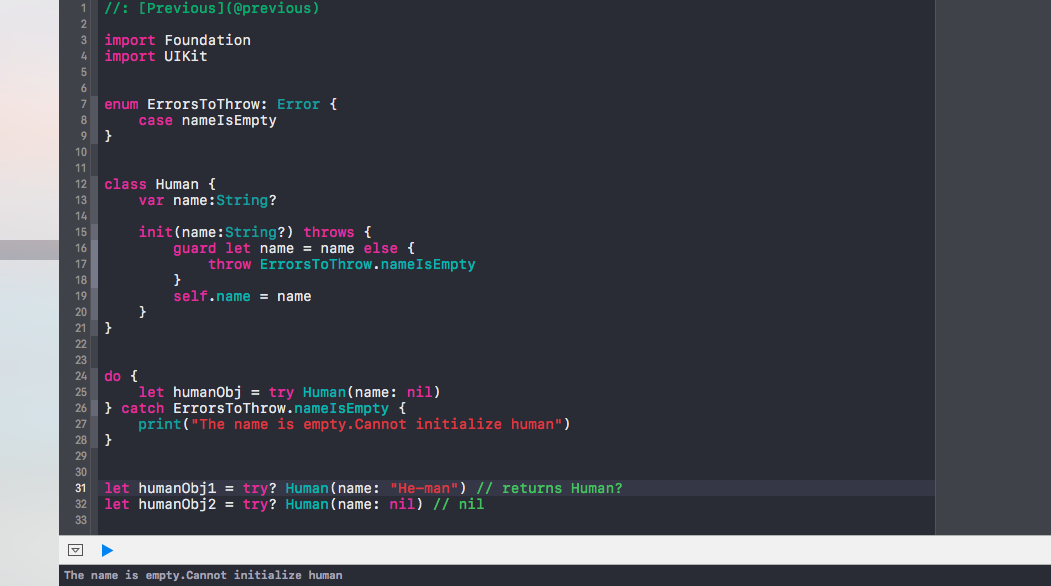 1 //: [Previous](@previous)
2
3 import Foundation
4 import UIKit
5
6
7 enum ErrorsToThrow: Error {
8     case nameIsEmpty
9 }
10
11
12 class Human {
13     var name:String?
14
15     init(name:String?) throws {
16         guard let name = name else {
17             throw ErrorsToThrow.nameIsEmpty
18         }
19         self.name = name
20     }
21 }
22
23
24 do {
25     let humanObj = try Human(name: nil)
26 } catch ErrorsToThrow.nameIsEmpty {
27     print("The name is empty.Cannot initialize human")
28 }
29
30
31 let humanObj1 = try? Human(name: "He-man") // returns Human?
32 let humanObj2 = try? Human(name: nil) // nil
33
The name is empty.Cannot initialize human